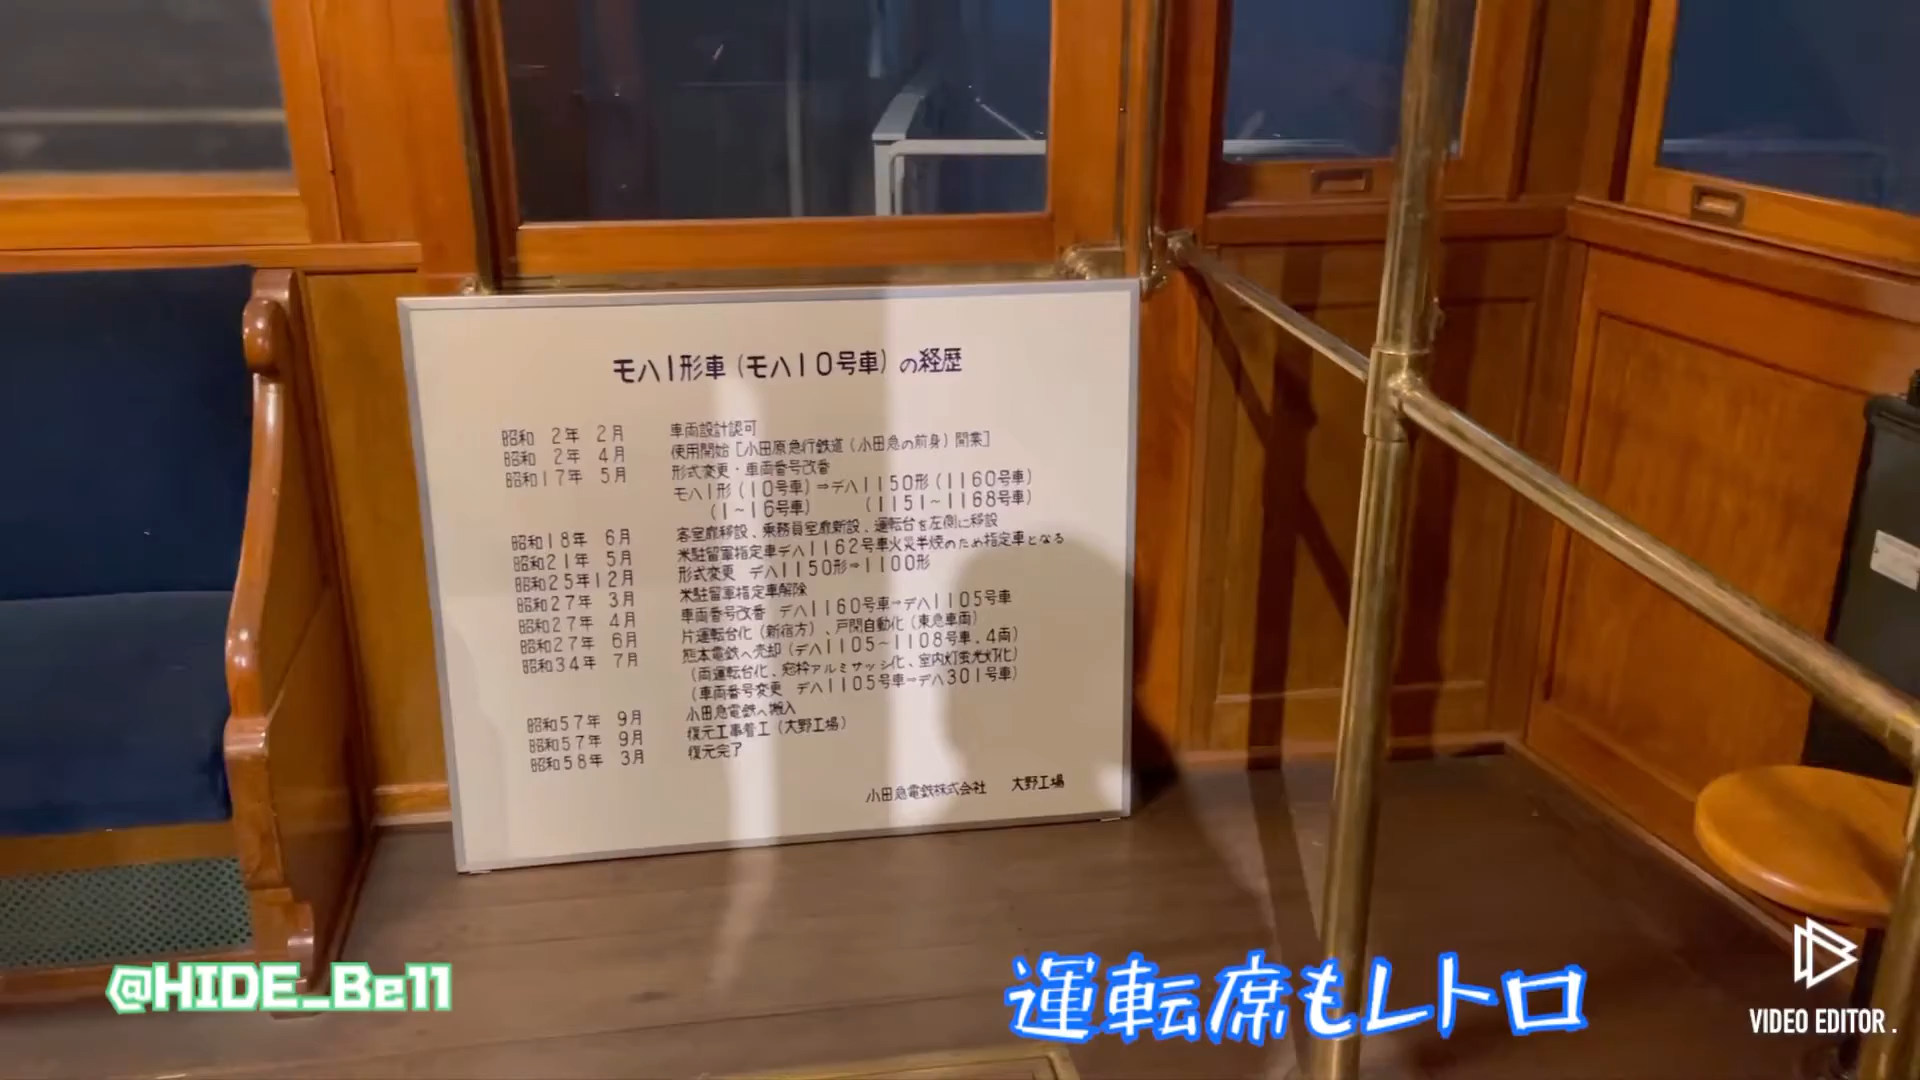 モハ1形車(モハ10号車)の経歴
昭和 2年 2月 車両設計認可
昭和 2年 4月 使用開始[小田原急行鉄道(小田急の前身)開業]
昭和17年 5月 形式変更・車両番号改番
モハ1形(10号車)⇒デハ1150形(1160号車)
(1~16号車) (1151~1168号車)
昭和18年 6月 客室扉移設、乗務員室扉新設、運転台を左側に移設
昭和21年 5月 米駐留軍指定車デハ1162号車火災半焼のため指定車となる
昭和25年12月 形式変更 デハ1150形⇒1100形
昭和27年 3月 米駐留軍指定車解除
昭和27年 4月 車両番号改番 デハ1160号車⇒デハ1105号車
昭和27年 6月 片運転台化(新宿方)、戸閉自動化(東急車両)
昭和34年 7月 熊本電鉄へ売却(デハ1105~1108号車.4両)
(両運転台化、窓枠アルミサッシ化、室内灯蛍光灯化)
(車両番号変更 デハ1105号車⇒デハ301号車)
昭和57年 9月 小田急電鉄へ搬入
昭和57年 9月 復元工事着工(大野工場)
昭和58年 3月 復元完了
小田急電鉄株式会社 大野工場
@HIDE_Be11
運転席もレトロ
VIDEO EDITOR.